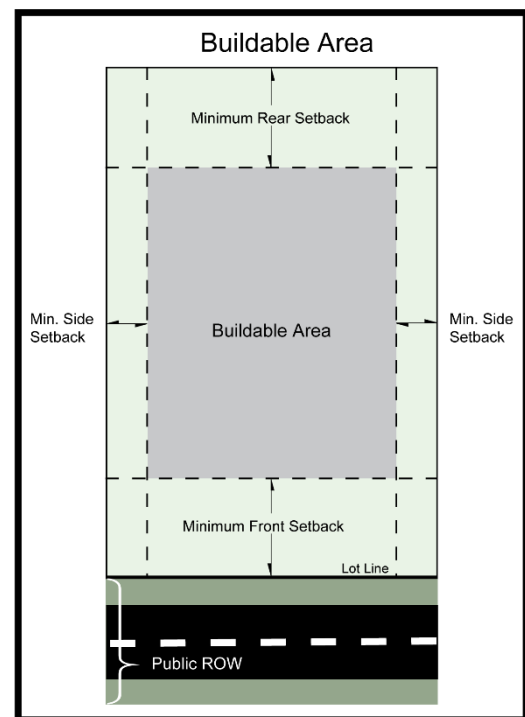 Buildable Area
Minimum Rear Setback
Min. Side
Setback
Buildable Area
Min. Side
Setback
Minimum Front Setback
Lot Line
Public ROW